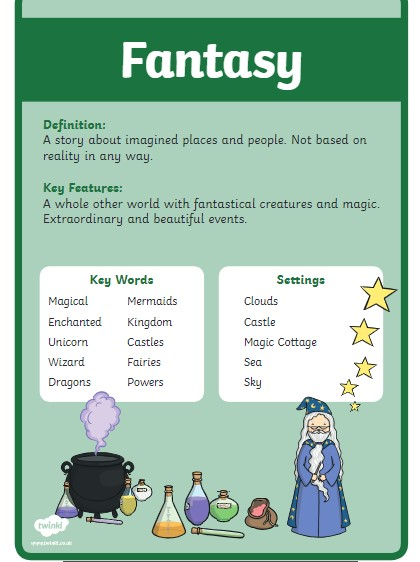 Fantasy
Definition:
A story about imagined places and people. Not based on
reality in any way.
Key Features:
A whole other world with fantastical creatures and magic.
Extraordinary and beautiful events.
Key Words
Magical
Enchanted
Unicorn
Wizard
Dragons
Mermaids
Kingdom
Castles
Fairies
Powers
Settings
Clouds
Castle
Magic Cottage
Sea
Sky
twinkl
www.twinkl.co.uk